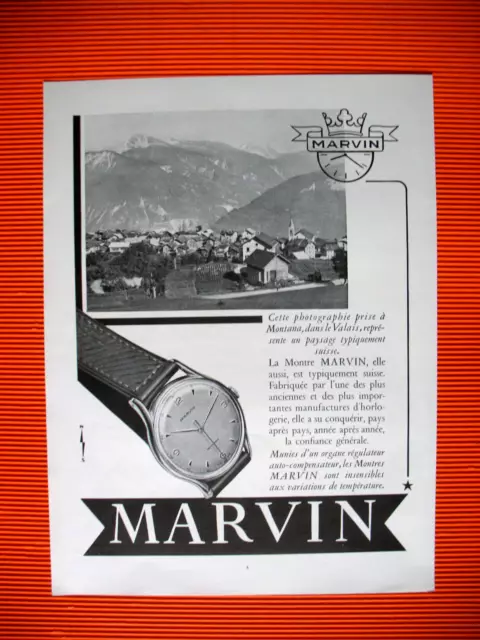 MARVIN
Cette photographie prise à
Montana, dans le Valais, repré-
sente un paysage typiquement
suisse.
La Montre MARVIN, elle
aussi, est typiquement suisse.
Fabriquée par l'une des plus
anciennes et des plus impor-
tantes manufactures d'horlo-
gerie, elle a su conquérir, pays
après pays, année après année,
la confiance générale.
Munies d'un organe régulateur
auto-compensateur, les Montres
MARVIN sont insensibles
aux variations de température.
MARVIN
MARVIN